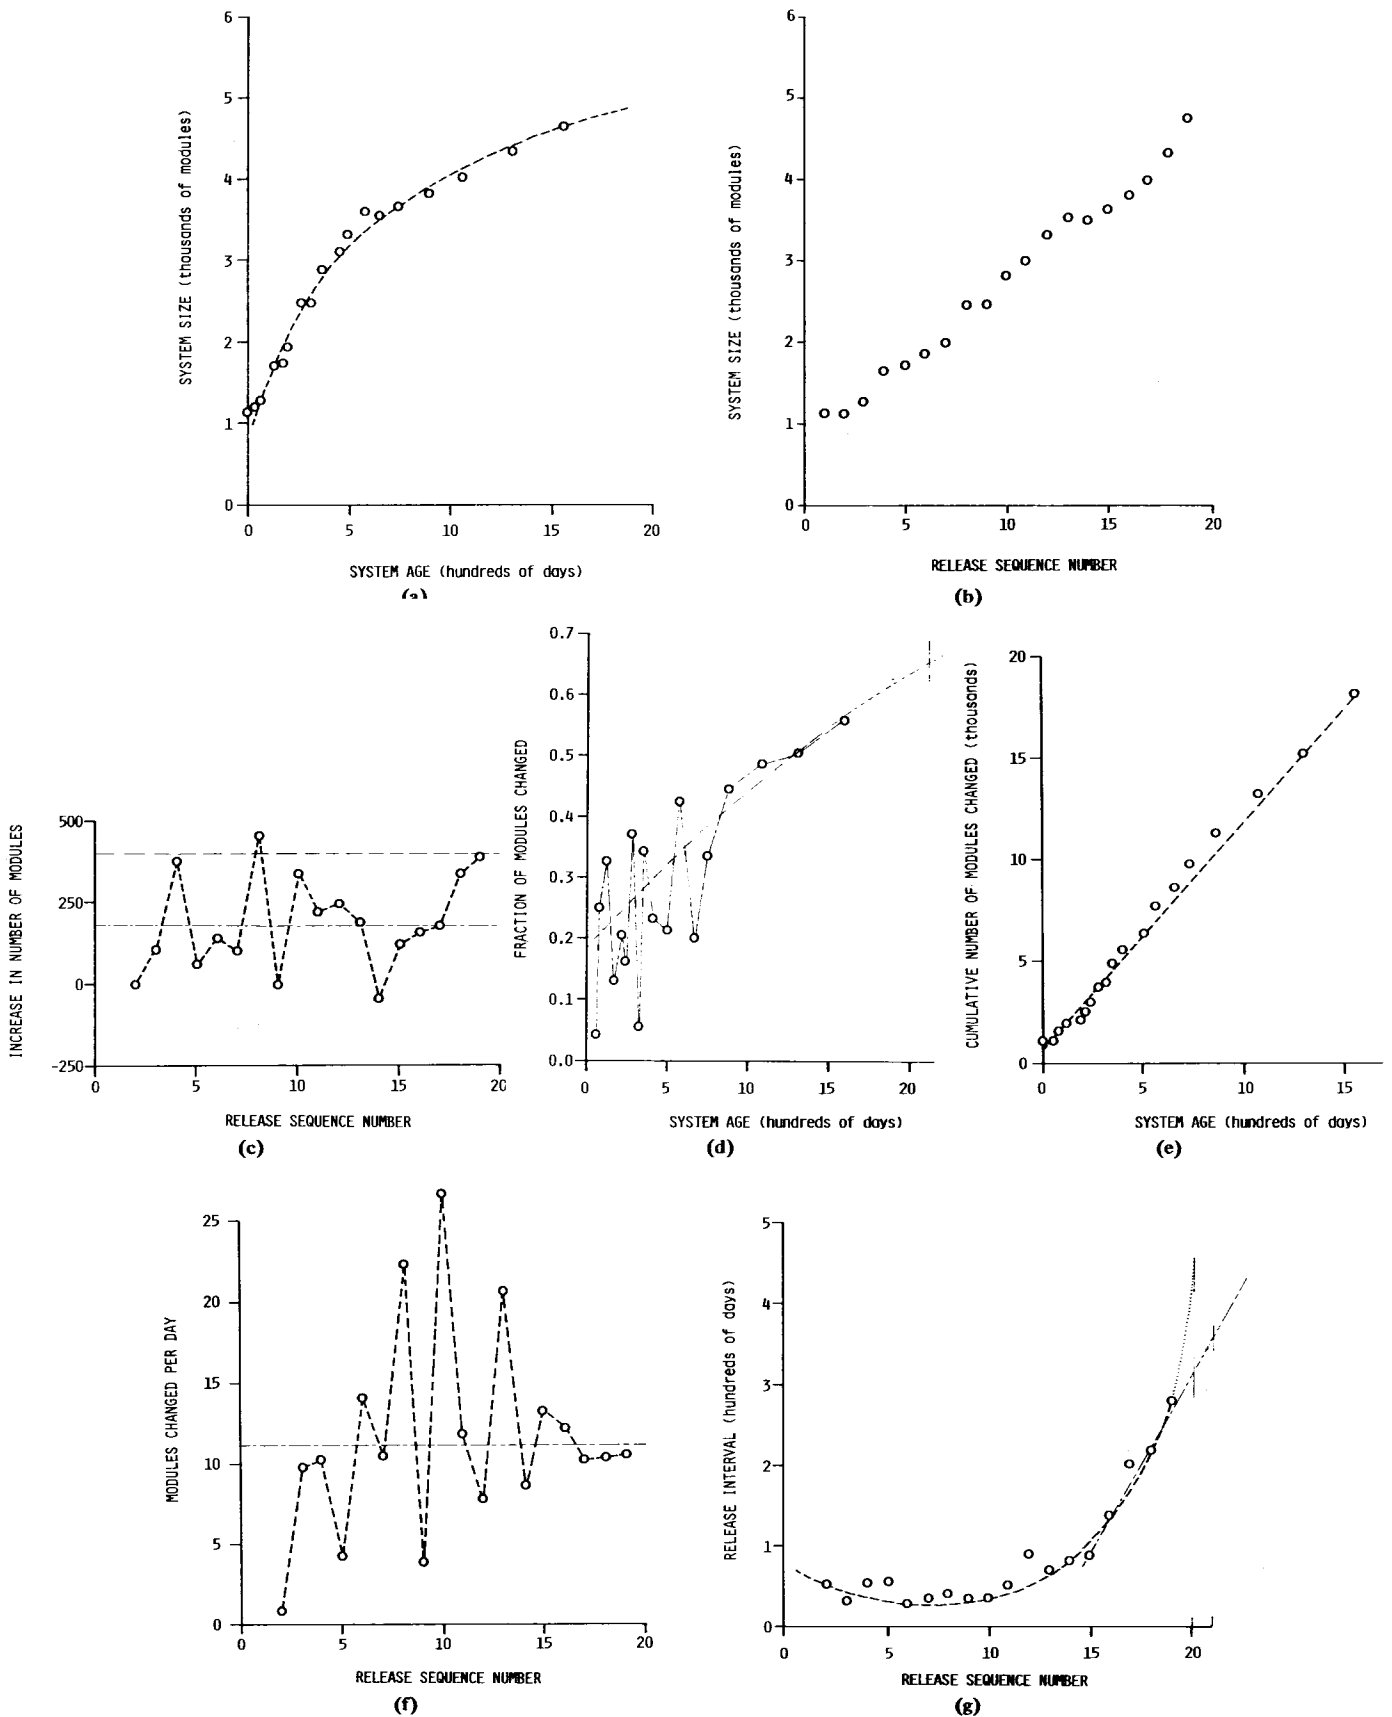 6
5
4
3
2
1
0
SYSTEM SIZE (thousands of modules)
0 5 10 15 20
SYSTEM AGE (hundreds of days)
(a)
6
5
4
3
2
1
0
SYSTEM SIZE (thousands of modules)
0 5 10 15 20
RELEASE SEQUENCE NUMBER
(b)
500
250
0
-250
INCREASE IN NUMBER OF MODULES
0 5 10 15 20
RELEASE SEQUENCE NUMBER
(c)
0.7
0.6
0.5
0.4
0.3
0.2
0.1
0.0
FRACTION OF MODULES CHANGED
0 5 10 15 20
SYSTEM AGE (hundreds of days)
(d)
20
15
10
5
0
CUMULATIVE NUMBER OF MODULES CHANGED (thousands)
0 5 10 15
SYSTEM AGE (hundreds of days)
(e)
25
20
15
10
5
0
MODULES CHANGED PER DAY
0 5 10 15 20
RELEASE SEQUENCE NUMBER
(f)
5
4
3
2
1
0
RELEASE INTERVAL (hundreds of days)
0 5 10 15 20
RELEASE SEQUENCE NUMBER
(g)